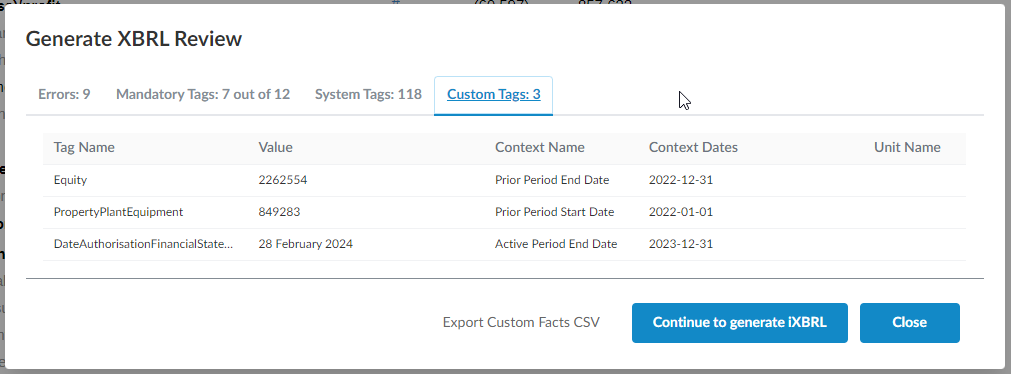 Generate XBRL Review
Errors: 9 Mandatory Tags: 7 out of 12 System Tags: 118 Custom Tags: 3
Tag Name Value Context Name Context Dates Unit Name
Equity 2262554 Prior Period End Date 2022-12-31
PropertyPlantEquipment 849283 Prior Period Start Date 2022-01-01
DateAuthorisationFinancialState... 28 February 2024 Active Period End Date 2023-12-31
Export Custom Facts CSV Continue to generate iXBRL Close